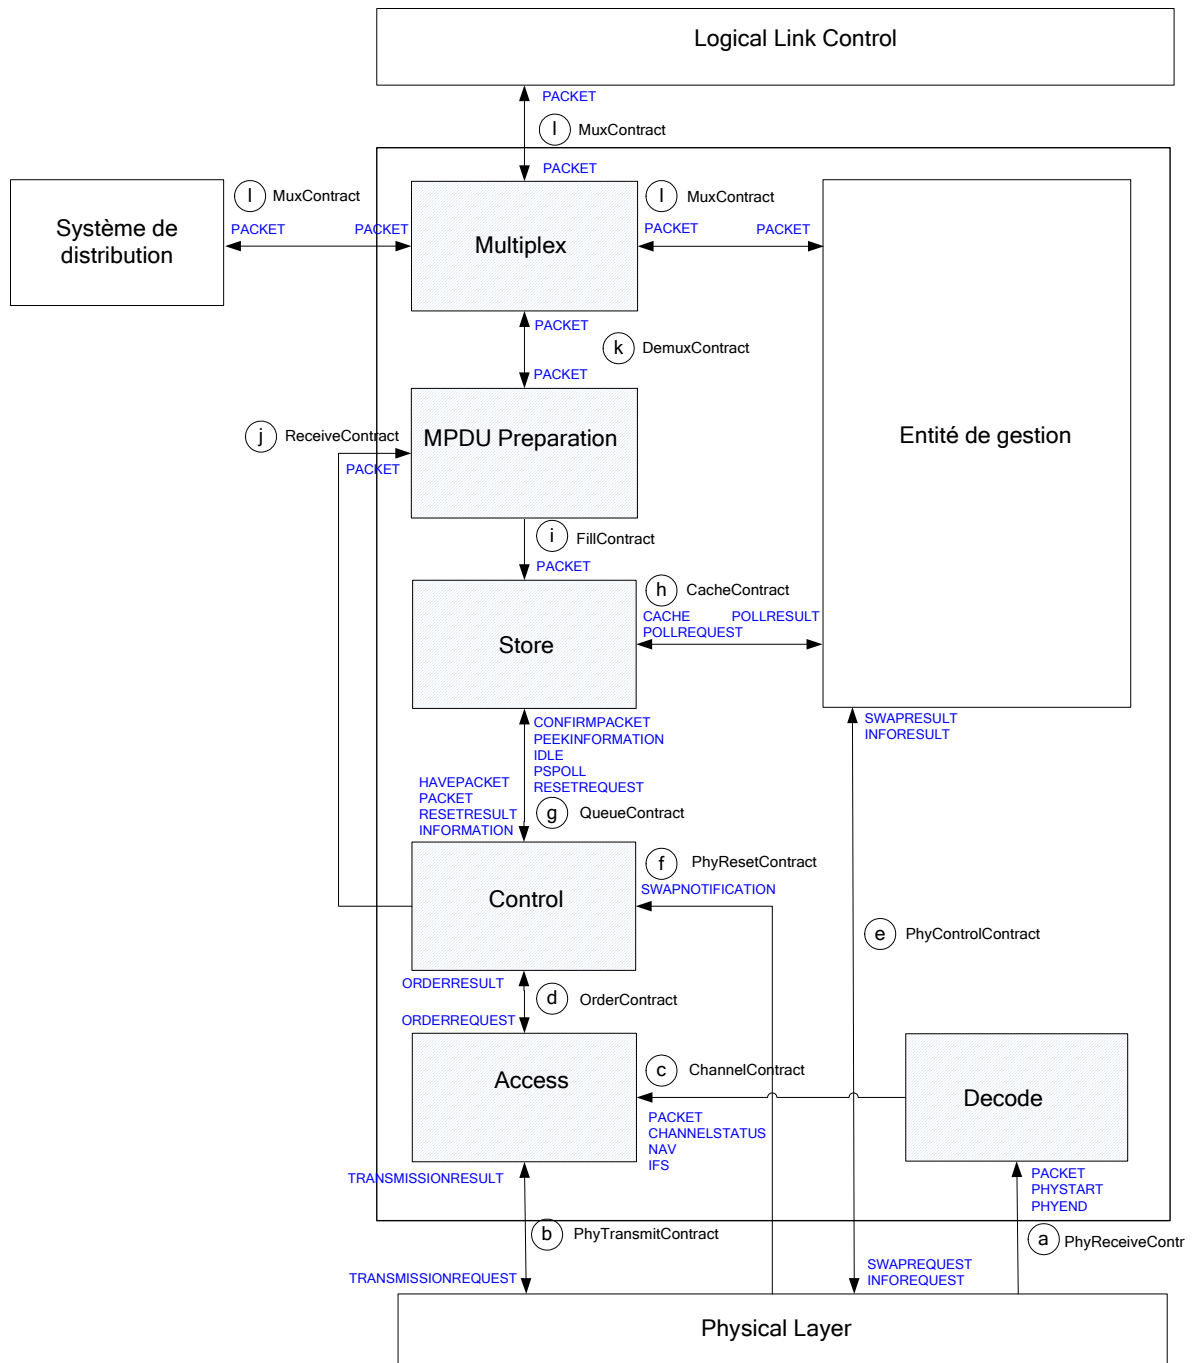 Logical Link Control
PACKET
l MuxContract
PACKET
l MuxContract
l MuxContract
Système de
distribution
PACKET
PACKET
Multiplex
PACKET
PACKET
PACKET
k DemuxContract
PACKET
j ReceiveContract
PACKET
MPDU Preparation
Entité de gestion
i FillContract
PACKET
h CacheContract
CACHE
POLLRESULT
POLLREQUEST
Store
CONFIRMPACKET
PEEKINFORMATION
IDLE
PSPOLL
RESETREQUEST
SWAPRESULT
INFORESULT
HAVEPACKET
PACKET
RESETRESULT
INFORMATION
g QueueContract
f PhyResetContract
SWAPNOTIFICATION
Control
e PhyControlContract
ORDERRESULT
d OrderContract
ORDERREQUEST
c ChannelContract
Access
Decode
PACKET
CHANNELSTATUS
NAV
IFS
TRANSMISSIONRESULT
PACKET
PHYSTART
PHYEND
b PhyTransmitContract
a PhyReceiveContr
TRANSMISSIONREQUEST
SWAPREQUEST
INFOREQUEST
Physical Layer